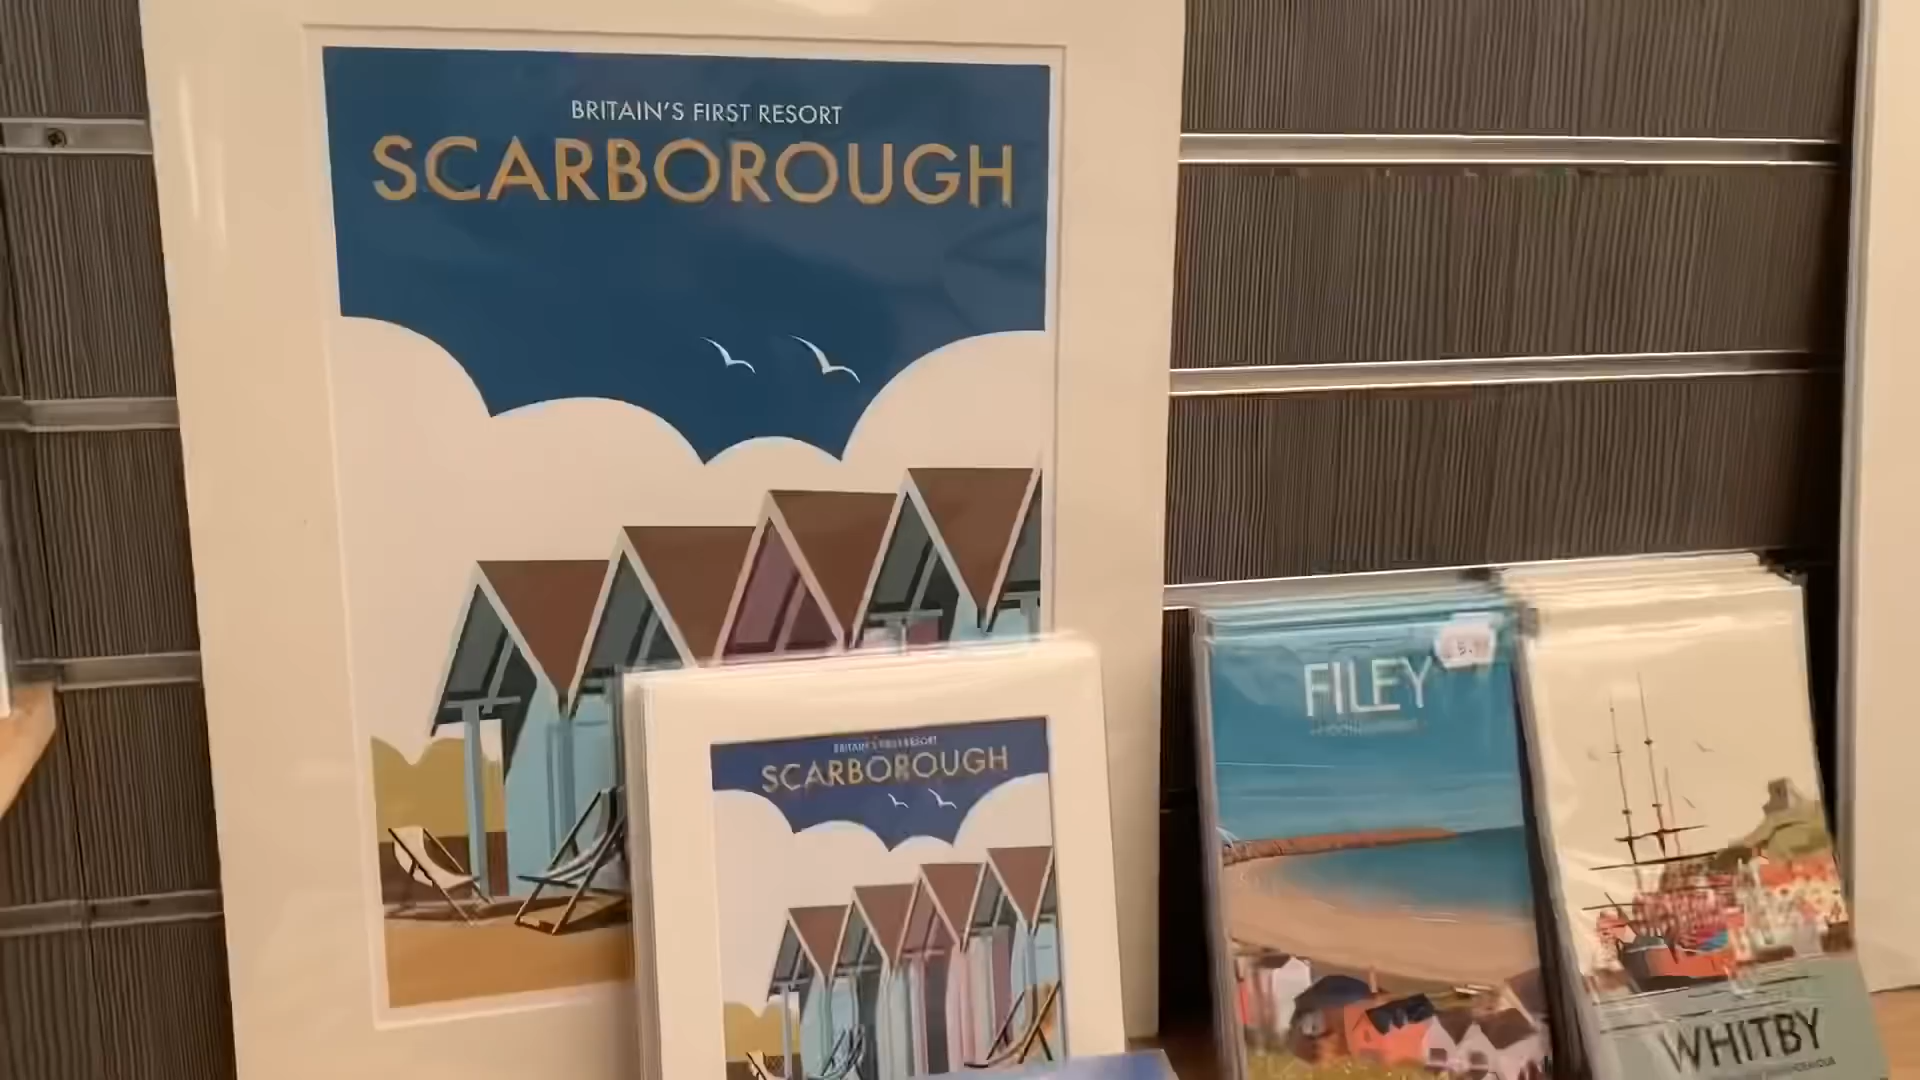 BRITAIN'S FIRST RESORT
SCARBOROUGH
BRITAIN'S FIRST RESORT
SCARBOROUGH
FILEY
WHITBY